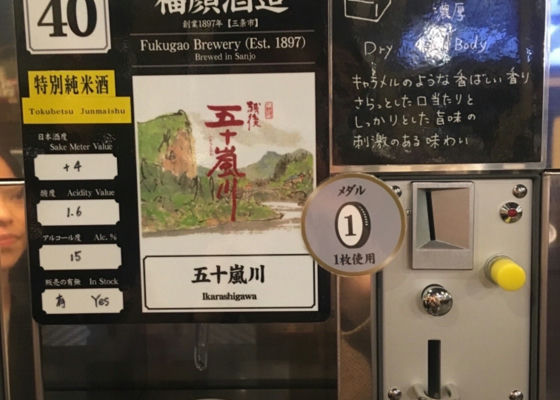 40
福顔酒造
創業1897年【三条市】
Fukugao Brewery (Est. 1897)
Brewed in Sanjo
特別純米酒
Tokubetsu Junmaishu
日本酒度
Sake Meter Value
+4
酸度 Acidity Value
1.6
アルコール度 Alc. %
15
販売の有無 In Stock
有 Yes
越後
五十嵐川
五十嵐川
Ikarashigawa
濃厚
Dry Body
キャラメルのような香ばしい香り
さらっとした口当たりと
しっかりとした旨味の
刺激のある味わい
メダル
1
1枚使用